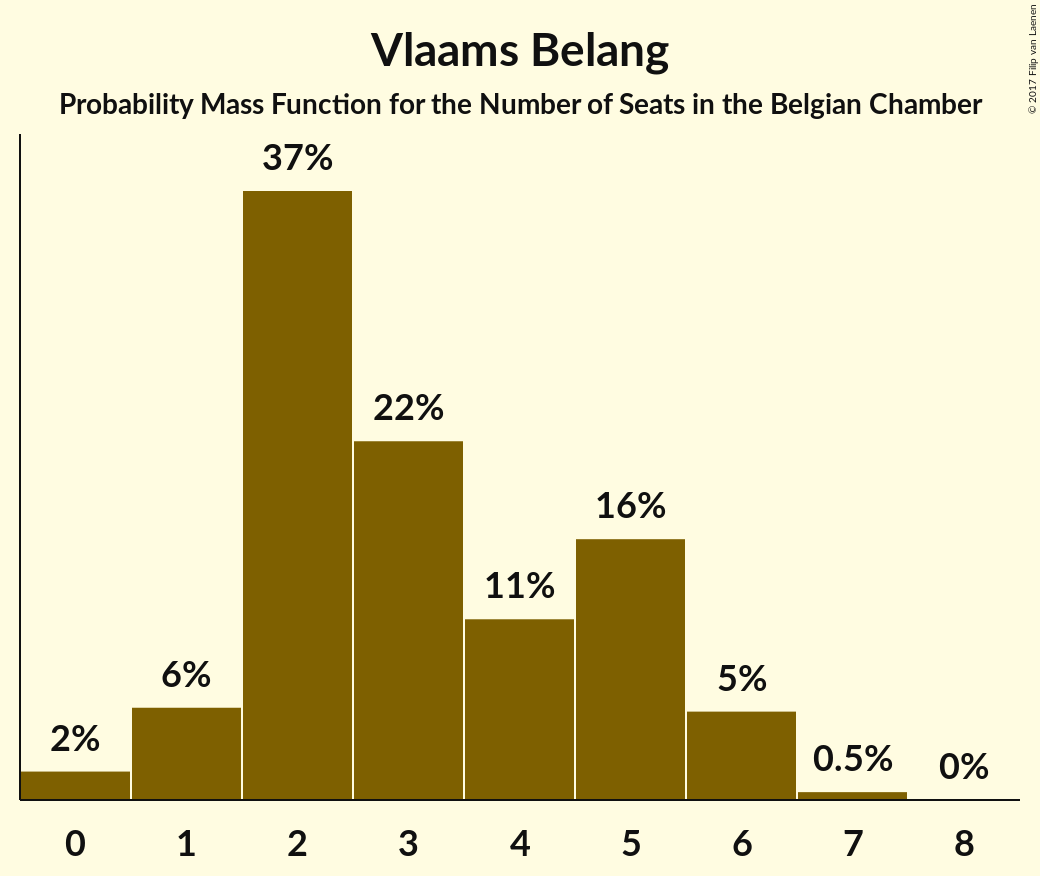 Vlaams Belang
Probability Mass Function for the Number of Seats in the Belgian Chamber
© 2017 Filip van Laenen
37%
22%
16%
11%
6%
5%
2%
0.5%
0%
0 1 2 3 4 5 6 7 8